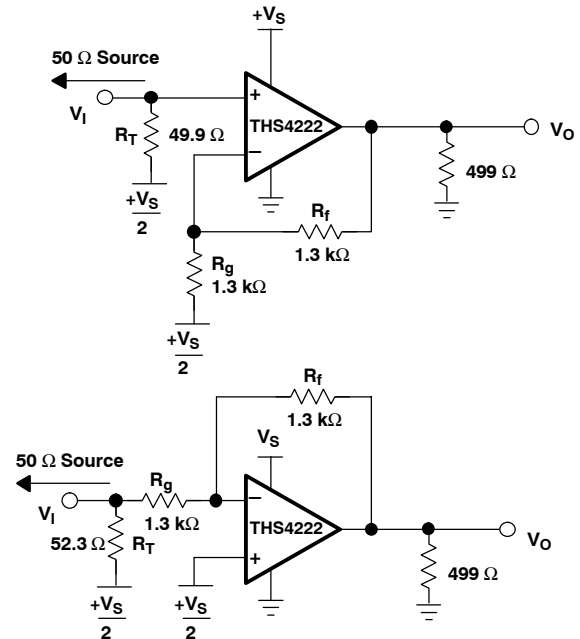 +VS
50 Ω Source
VI
RT
49.9 Ω
+VS
2
+
THS4222
−
VO
499 Ω
Rf
1.3 kΩ
Rg
1.3 kΩ
+VS
2
Rf
1.3 kΩ
VS
50 Ω Source
VI
Rg
1.3 kΩ
−
THS4222
+
VO
52.3 Ω
RT
499 Ω
+VS
2
+VS
2